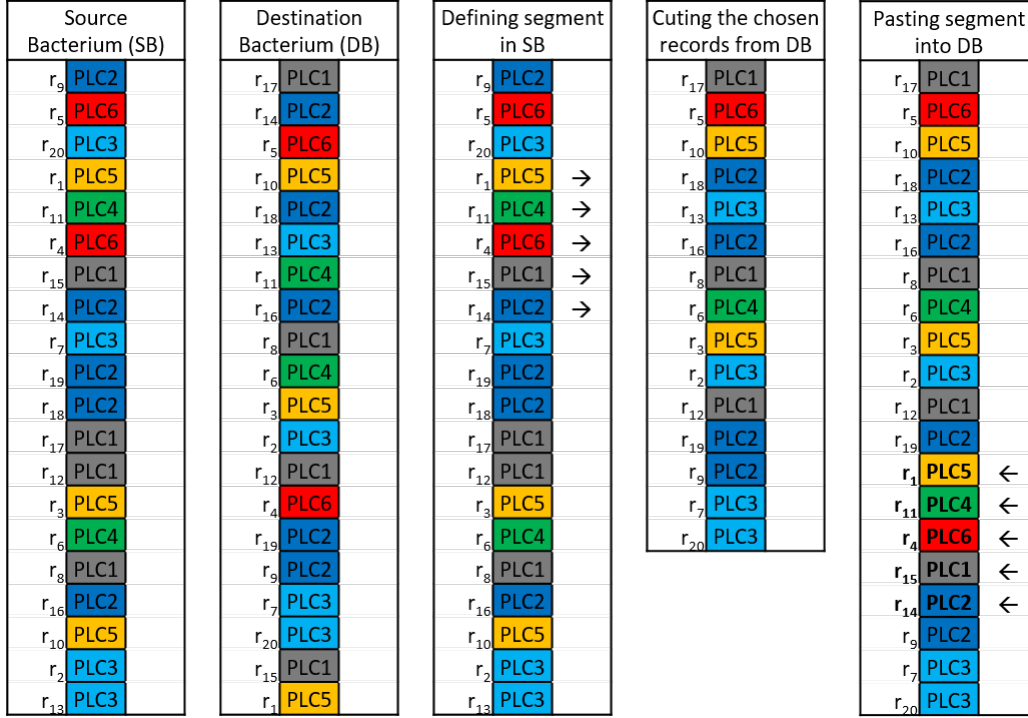 Source
Bacterium (SB)
r9 PLC2
r5 PLC6
r20 PLC3
r1 PLC5
r11 PLC4
r4 PLC6
r15 PLC1
r14 PLC2
r7 PLC3
r19 PLC2
r18 PLC2
r17 PLC1
r12 PLC1
r3 PLC5
r6 PLC4
r8 PLC1
r16 PLC2
r10 PLC5
r2 PLC3
r13 PLC3
Destination
Bacterium (DB)
r17 PLC1
r14 PLC2
r5 PLC6
r10 PLC5
r18 PLC2
r13 PLC3
r11 PLC4
r16 PLC2
r8 PLC1
r6 PLC4
r3 PLC5
r2 PLC3
r12 PLC1
r4 PLC6
r19 PLC2
r9 PLC2
r7 PLC3
r20 PLC3
r15 PLC1
r1 PLC5
Defining segment
in SB
r9 PLC2
r5 PLC6
r20 PLC3
r1 PLC5 →
r11 PLC4 →
r4 PLC6 →
r15 PLC1 →
r14 PLC2 →
r7 PLC3
r19 PLC2
r18 PLC2
r17 PLC1
r12 PLC1
r3 PLC5
r6 PLC4
r8 PLC1
r16 PLC2
r10 PLC5
r2 PLC3
r13 PLC3
Cuting the chosen
records from DB
r17 PLC1
r5 PLC6
r10 PLC5
r18 PLC2
r13 PLC3
r16 PLC2
r8 PLC1
r6 PLC4
r3 PLC5
r2 PLC3
r12 PLC1
r19 PLC2
r9 PLC2
r7 PLC3
r20 PLC3
Pasting segment
into DB
r17 PLC1
r5 PLC6
r10 PLC5
r18 PLC2
r13 PLC3
r16 PLC2
r8 PLC1
r6 PLC4
r3 PLC5
r2 PLC3
r12 PLC1
r19 PLC2
r1 PLC5 ←
r11 PLC4 ←
r4 PLC6 ←
r15 PLC1 ←
r14 PLC2 ←
r9 PLC2
r7 PLC3
r20 PLC3